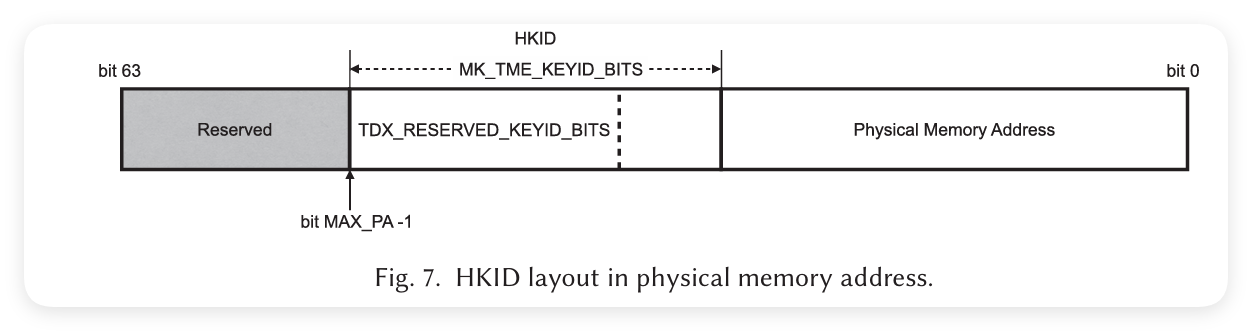 HKID
bit 63
MK_TME_KEYID_BITS
bit 0
Reserved
TDX_RESERVED_KEYID_BITS
Physical Memory Address
bit MAX_PA -1
Fig. 7. HKID layout in physical memory address.